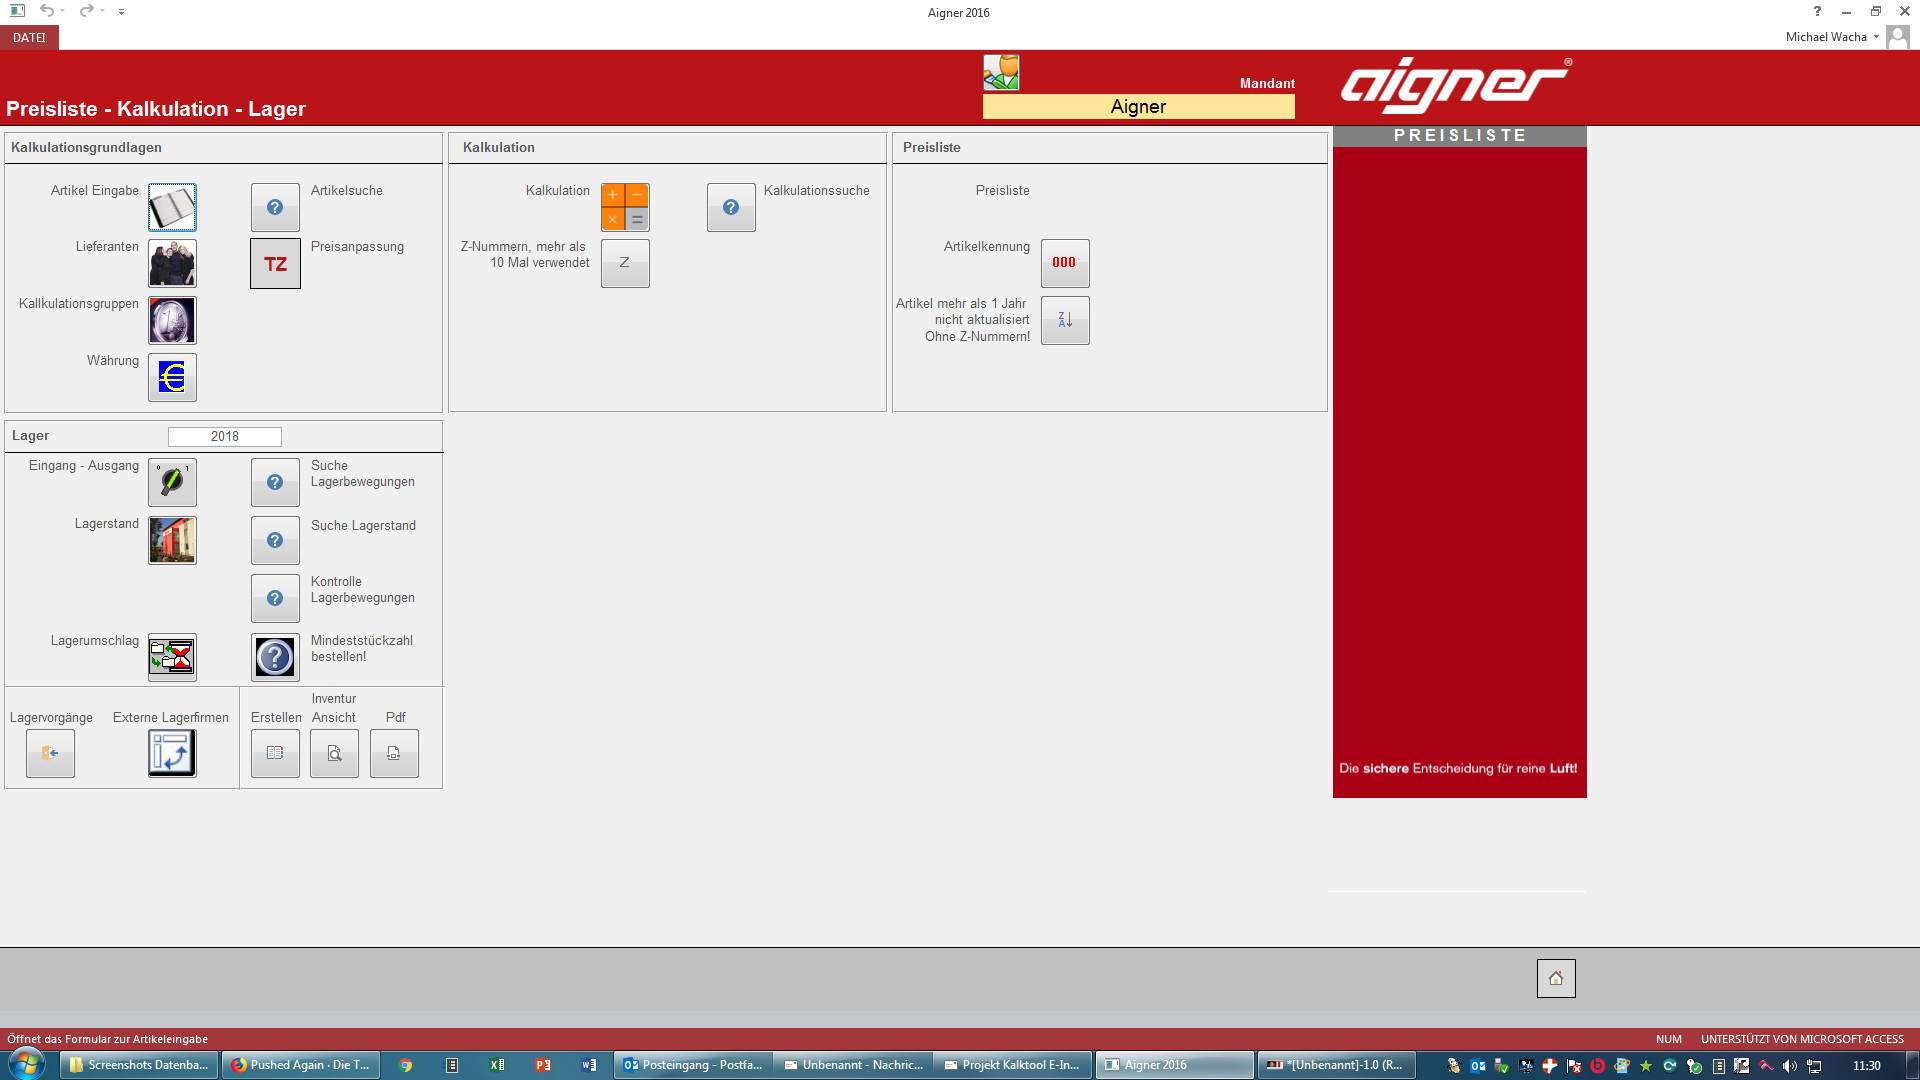 Aigner 2016
DATEI
Michael Wacha
Preisliste - Kalkulation - Lager
Mandant
Aigner
aigner®
PREISLISTE
Kalkulationsgrundlagen
Artikel Eingabe
Artikelsuche
Lieferanten
TZ
Preisanpassung
Kallkulationsgruppen
Währung
Kalkulation
Kalkulation
Kalkulationssuche
Z-Nummern, mehr als
10 Mal verwendet
Z
Preisliste
Preisliste
Artikelkennung
000
Artikel mehr als 1 Jahr
nicht aktualisiert
Ohne Z-Nummern!
Z
A
Lager
2018
Eingang - Ausgang
0 1
Suche
Lagerbewegungen
Lagerstand
Suche Lagerstand
Kontrolle
Lagerbewegungen
Lagerumschlag
Mindeststückzahl
bestellen!
Lagervorgänge
Externe Lagerfirmen
Inventur
Erstellen
Ansicht
Pdf
Die sichere Entscheidung für reine Luft!
Öffnet das Formular zur Artikeleingabe
NUM
UNTERSTÜTZT VON MICROSOFT ACCESS
Screenshots Datenba...
Pushed Again - Die T...
Posteingang - Postfa...
Unbenannt - Nachric...
Projekt Kalktool E-In...
Aigner 2016
*[Unbenannt]-1.0 (R...
11:30